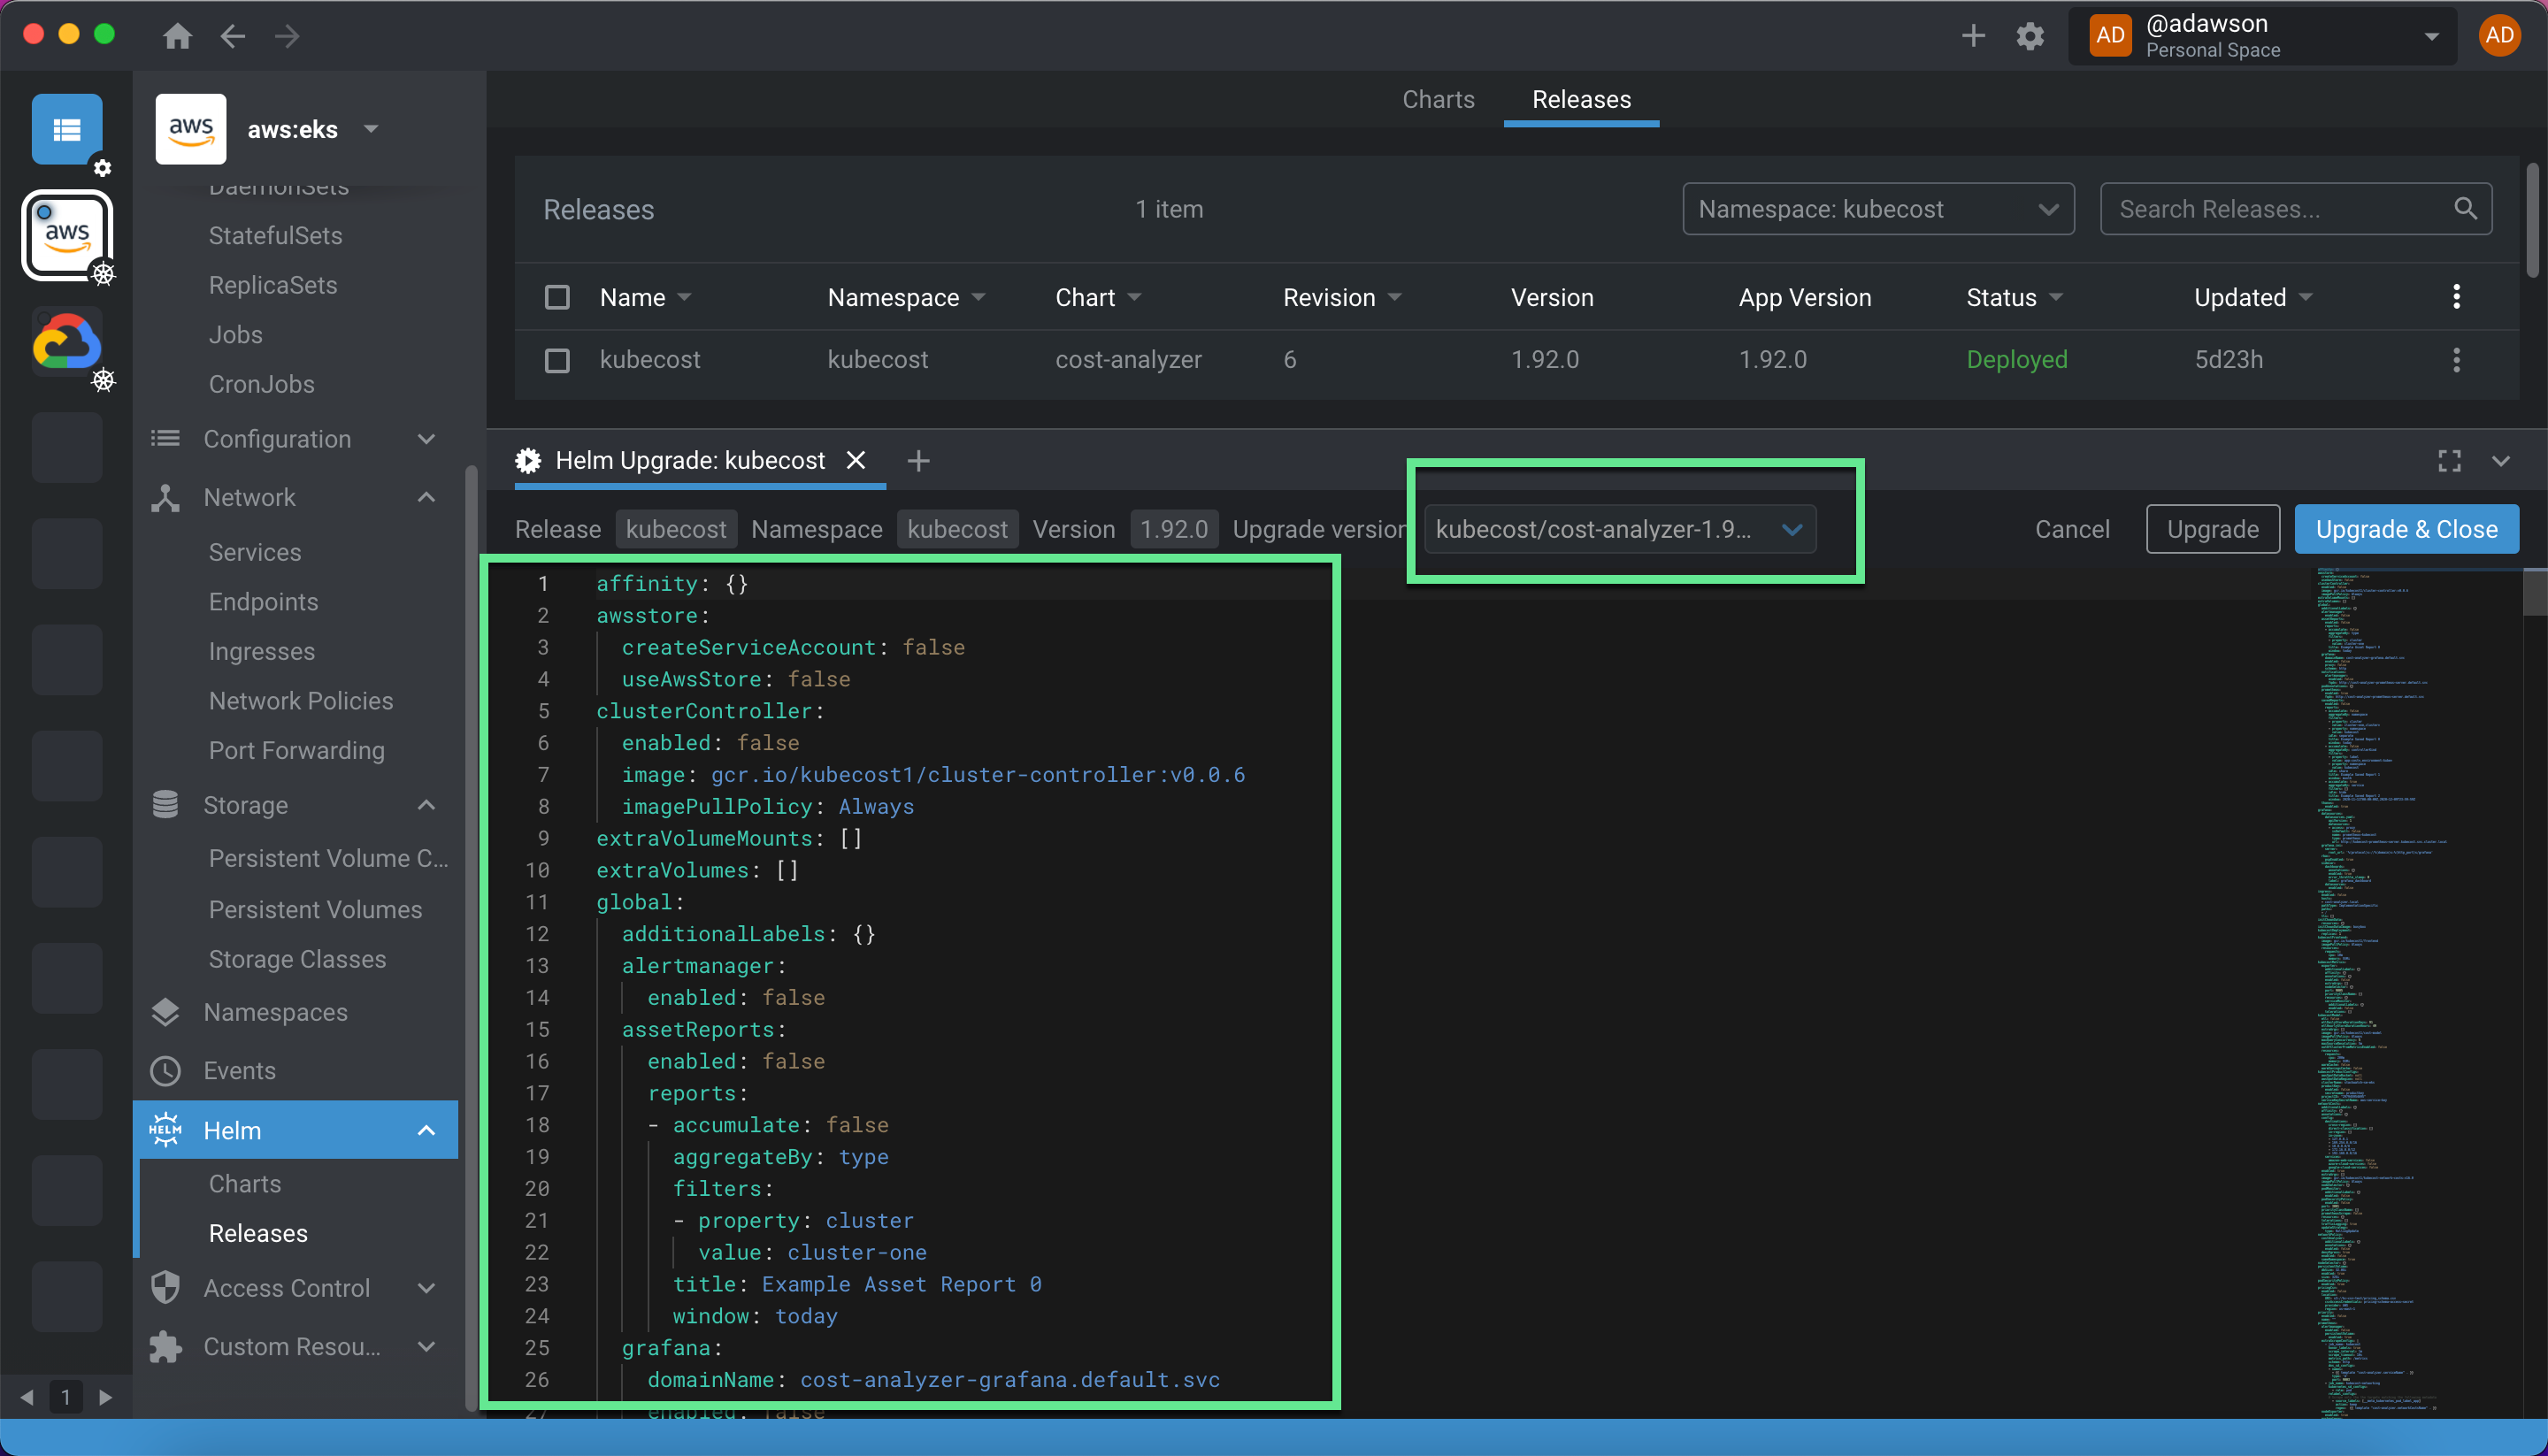 @adawson
AD
Personal Space
AD
aws
aws:eks
aws
DaemonSets
StatefulSets
ReplicaSets
Jobs
CronJobs
Configuration
Network
Services
Endpoints
Ingresses
Network Policies
Port Forwarding
Storage
Persistent Volume C...
Persistent Volumes
Storage Classes
Namespaces
Events
HELM
Helm
Charts
Releases
Access Control
Custom Resou...
1
Charts
Releases
Releases
1 item
Namespace: kubecost
Search Releases...
Name Namespace Chart Revision Version App Version Status Updated
kubecost kubecost cost-analyzer 6 1.92.0 1.92.0 Deployed 5d23h
Helm Upgrade: kubecost
Release kubecost Namespace kubecost Version 1.92.0 Upgrade version kubecost/cost-analyzer-1.9... Cancel Upgrade Upgrade & Close
1 affinity: {}
2 awsstore:
3 createServiceAccount: false
4 useAwsStore: false
5 clusterController:
6 enabled: false
7 image: gcr.io/kubecost1/cluster-controller:v0.0.6
8 imagePullPolicy: Always
9 extraVolumeMounts: []
10 extraVolumes: []
11 global:
12 additionalLabels: {}
13 alertmanager:
14 enabled: false
15 assetReports:
16 enabled: false
17 reports:
18 - accumulate: false
19 aggregateBy: type
20 filters:
21 - property: cluster
22 value: cluster-one
23 title: Example Asset Report 0
24 window: today
25 grafana:
26 domainName: cost-analyzer-grafana.default.svc
27 enabled: false